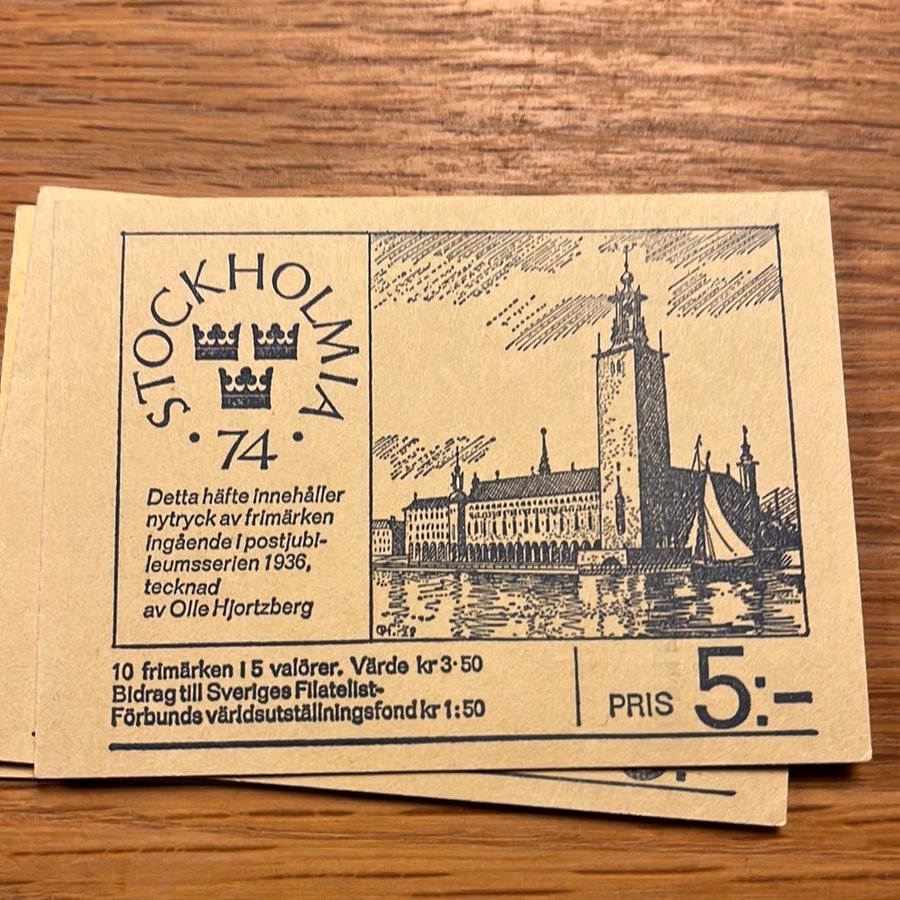 STOCKHOLMIA
· 74 ·
Detta häfte innehåller
nytryck av frimärken
ingående i postjubi-
leumsserien 1936,
tecknad
av Olle Hjortzberg
10 frimärken i 5 valörer. Värde kr 3·50
Bidrag till Sveriges Filatelist-
Förbunds världsutställningsfond kr 1:50
PRIS 5:-